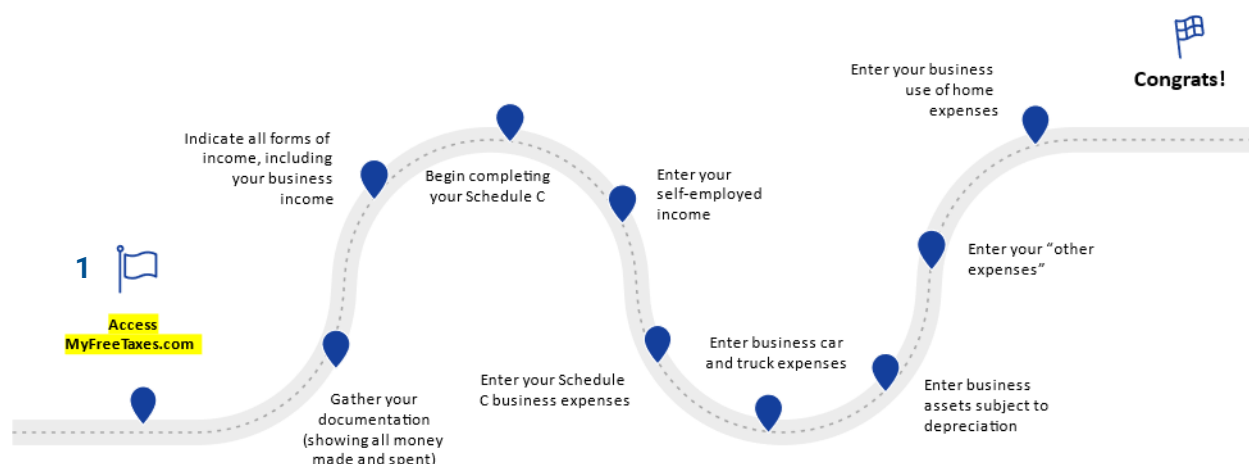 1
Access
MyFreeTaxes.com
Gather your
documentation
(showing all money
made and spent)
Indicate all forms of
income, including
your business
income
Begin completing
your Schedule C
Enter your
self-employed
income
Enter your Schedule
C business expenses
Enter business car
and truck expenses
Enter business
assets subject to
depreciation
Enter your “other
expenses”
Enter your business
use of home
expenses
Congrats!